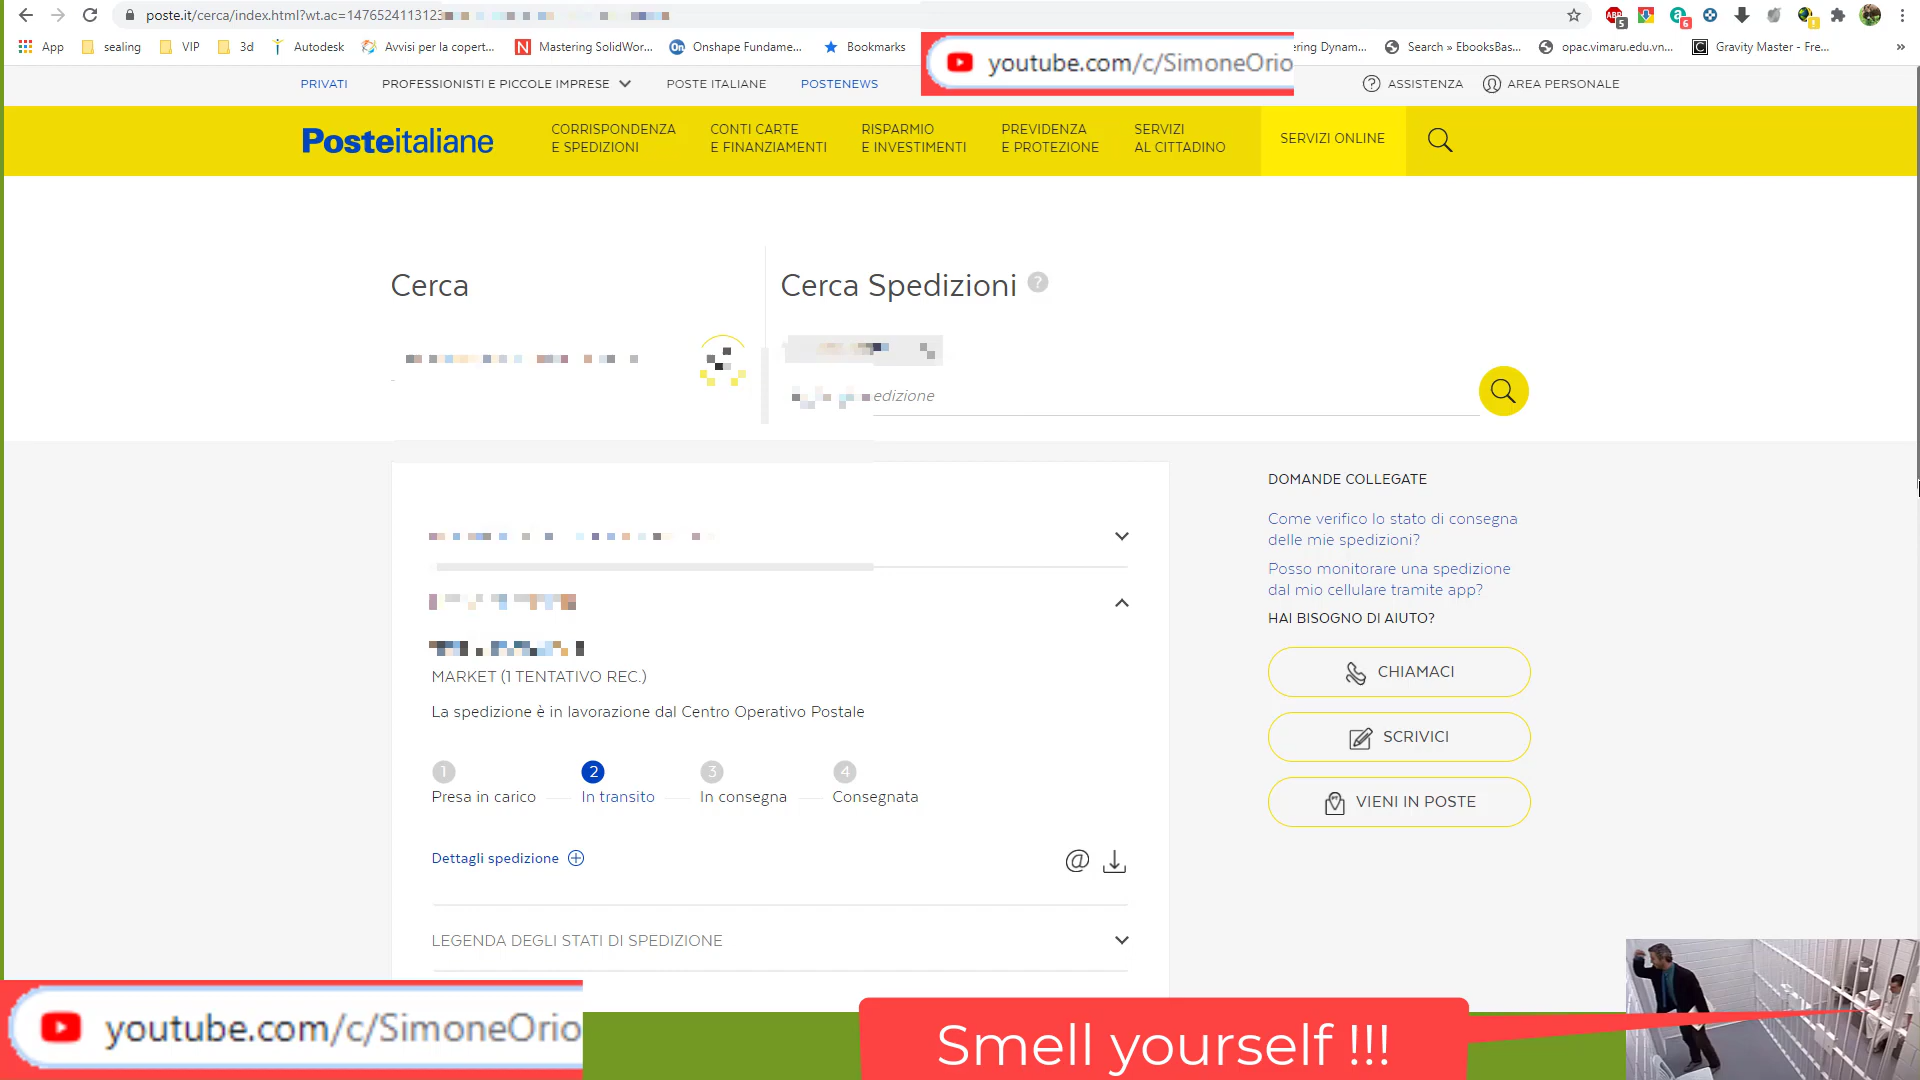 poste.it/cerca/index.html?wt.ac=1476524113123
App
sealing
VIP
3d
Autodesk
Avvisi per la copert...
Mastering SolidWor...
Onshape Fundame...
Bookmarks
ering Dynam...
Search » EbooksBas...
opac.vimaru.edu.vn...
Gravity Master - Fre...
»
youtube.com/c/SimoneOrio
PRIVATI
PROFESSIONISTI E PICCOLE IMPRESE
POSTE ITALIANE
POSTENEWS
ASSISTENZA
AREA PERSONALE
Posteitaliane
CORRISPONDENZA
E SPEDIZIONI
CONTI CARTE
E FINANZIAMENTI
RISPARMIO
E INVESTIMENTI
PREVIDENZA
E PROTEZIONE
SERVIZI
AL CITTADINO
SERVIZI ONLINE
Cerca
Cerca Spedizioni ?
edizione
MARKET (1 TENTATIVO REC.)
La spedizione è in lavorazione dal Centro Operativo Postale
1
Presa in carico
2
In transito
3
In consegna
4
Consegnata
Dettagli spedizione
@
LEGENDA DEGLI STATI DI SPEDIZIONE
DOMANDE COLLEGATE
Come verifico lo stato di consegna
delle mie spedizioni?
Posso monitorare una spedizione
dal mio cellulare tramite app?
HAI BISOGNO DI AIUTO?
CHIAMACI
SCRIVICI
VIENI IN POSTE
youtube.com/c/SimoneOrio
Smell yourself !!!